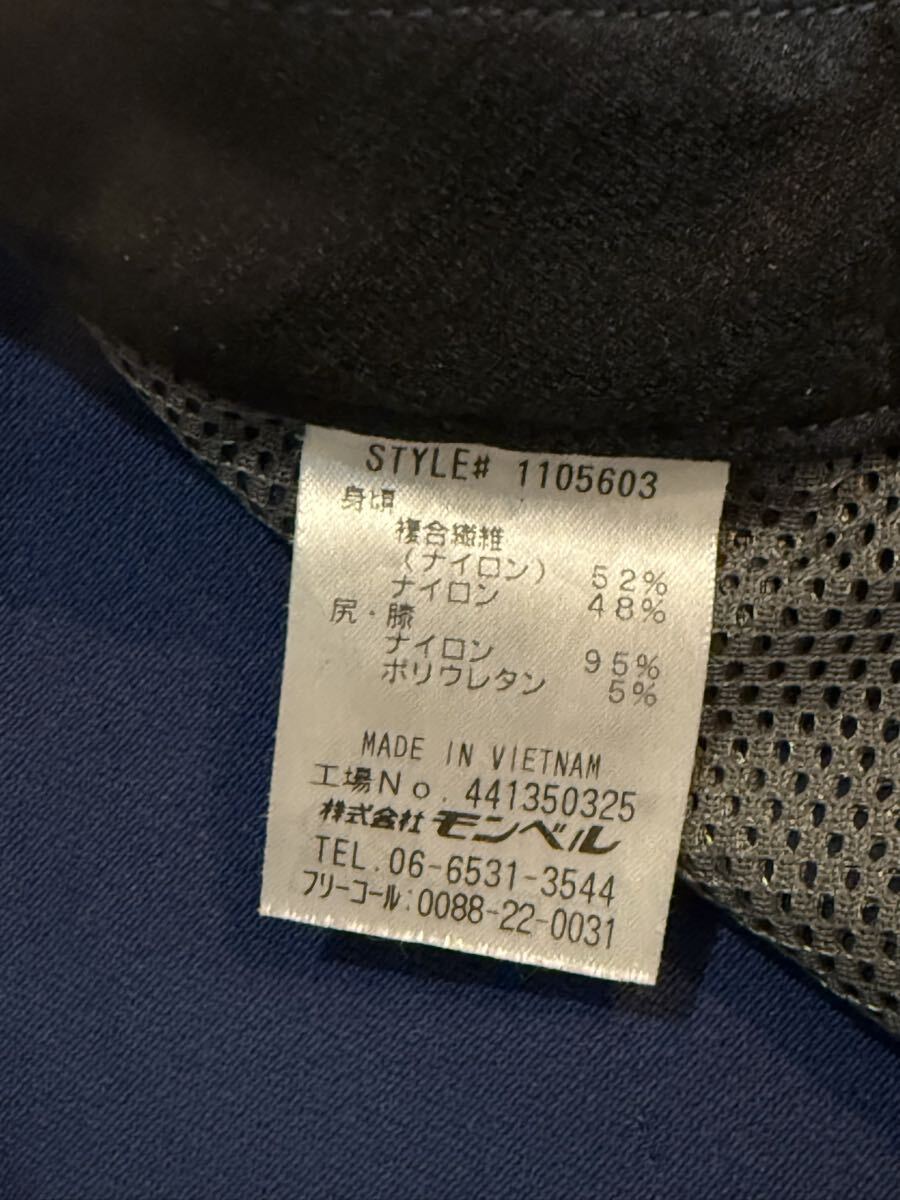 STYLE# 1105603
身頃
複合繊維
(ナイロン) 52%
ナイロン 48%
尻・膝
ナイロン 95%
ポリウレタン 5%
MADE IN VIETNAM
工場No. 441350325
株式会社モンベル
TEL.06-6531-3544
フリーコール:0088-22-0031